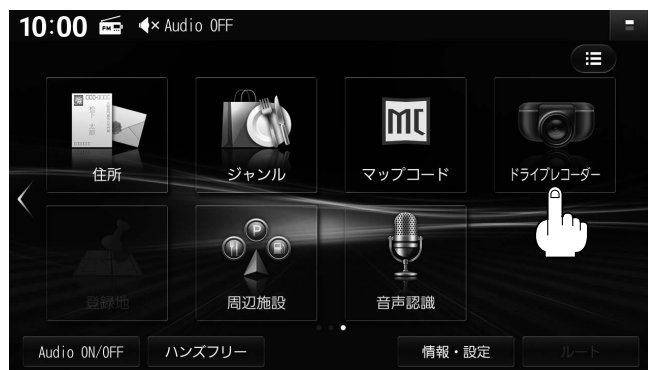 10:00 FM Audio OFF
MC
住所 ジャンル マップコード ドライブレコーダー
P
登録地 周辺施設 音声認識
Audio ON/OFF ハンズフリー 情報・設定 ルート